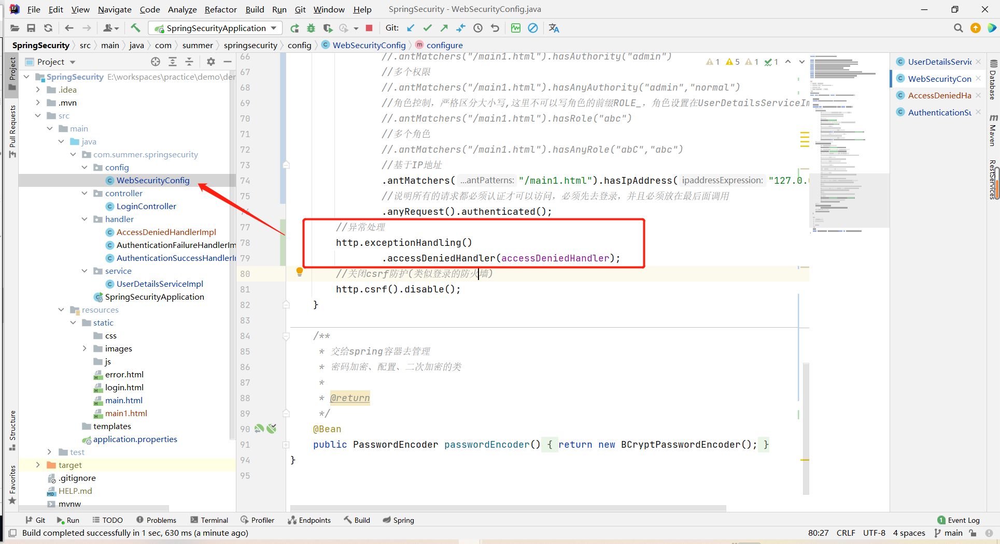 File Edit View Navigate Code Analyze Refactor Build Run Git Window Help SpringSecurity - WebSecurityConfig.java
SpringSecurityApplication Git:
SpringSecurity src main java com summer springsecurity config WebSecurityConfig configure
Project
Project
Pull Requests
Structure
Favorites
SpringSecurity E:\workspaces\practice\demo\der
.idea
.mvn
src
main
java
com.summer.springsecurity
config
WebSecurityConfig
controller
LoginController
handler
AccessDeniedHandlerImpl
AuthenticationFailureHandlerIm
AuthenticationSuccessHandlerI
service
UserDetailsServiceImpl
SpringSecurityApplication
resources
static
css
images
js
error.html
login.html
main.html
main1.html
templates
application.properties
test
target
.gitignore
HELP.md
mvnw
1 5 1 1
66 //.antMatchers("/main1.html").hasAuthority("admin")
67 //多个权限
68 //.antMatchers("/main1.html").hasAnyAuthority("admin","normal")
69 //角色控制，严格区分大小写,这里不可以写角色的前缀ROLE_，角色设置在UserDetailsServiceIm
70 //.antMatchers("/main1.html").hasRole("abc")
71 //多个角色
72 //.antMatchers("/main1.html").hasAnyRole("abC","abc")
73 //基于IP地址
74 .antMatchers( ...antPatterns: "/main1.html").hasIpAddress( ipaddressExpression: "127.0.
75 //说明所有的请求都必须认证才可以访问，必须先去登录，并且必须放在最后面调用
76 .anyRequest().authenticated();
77 //异常处理
78 http.exceptionHandling()
79 .accessDeniedHandler(accessDeniedHandler);
80 //关闭csrf防护(类似登录的防火墙)
81 http.csrf().disable();
82 }
83
84 /**
85 * 交给spring容器去管理
86 * 密码加密、配置、二次加密的类
87 *
88 * @return
89 */
90 @Bean
91 public PasswordEncoder passwordEncoder() { return new BCryptPasswordEncoder(); }
94 }
95
UserDetailsServic
WebSecurityCon
AccessDeniedHa
AuthenticationSu
Database
Maven
RestServices
Git Run TODO Problems Terminal Profiler Endpoints Build Spring 1 Event Log
Build completed successfully in 1 sec, 630 ms (a minute ago) 80:27 CRLF UTF-8 4 spaces main